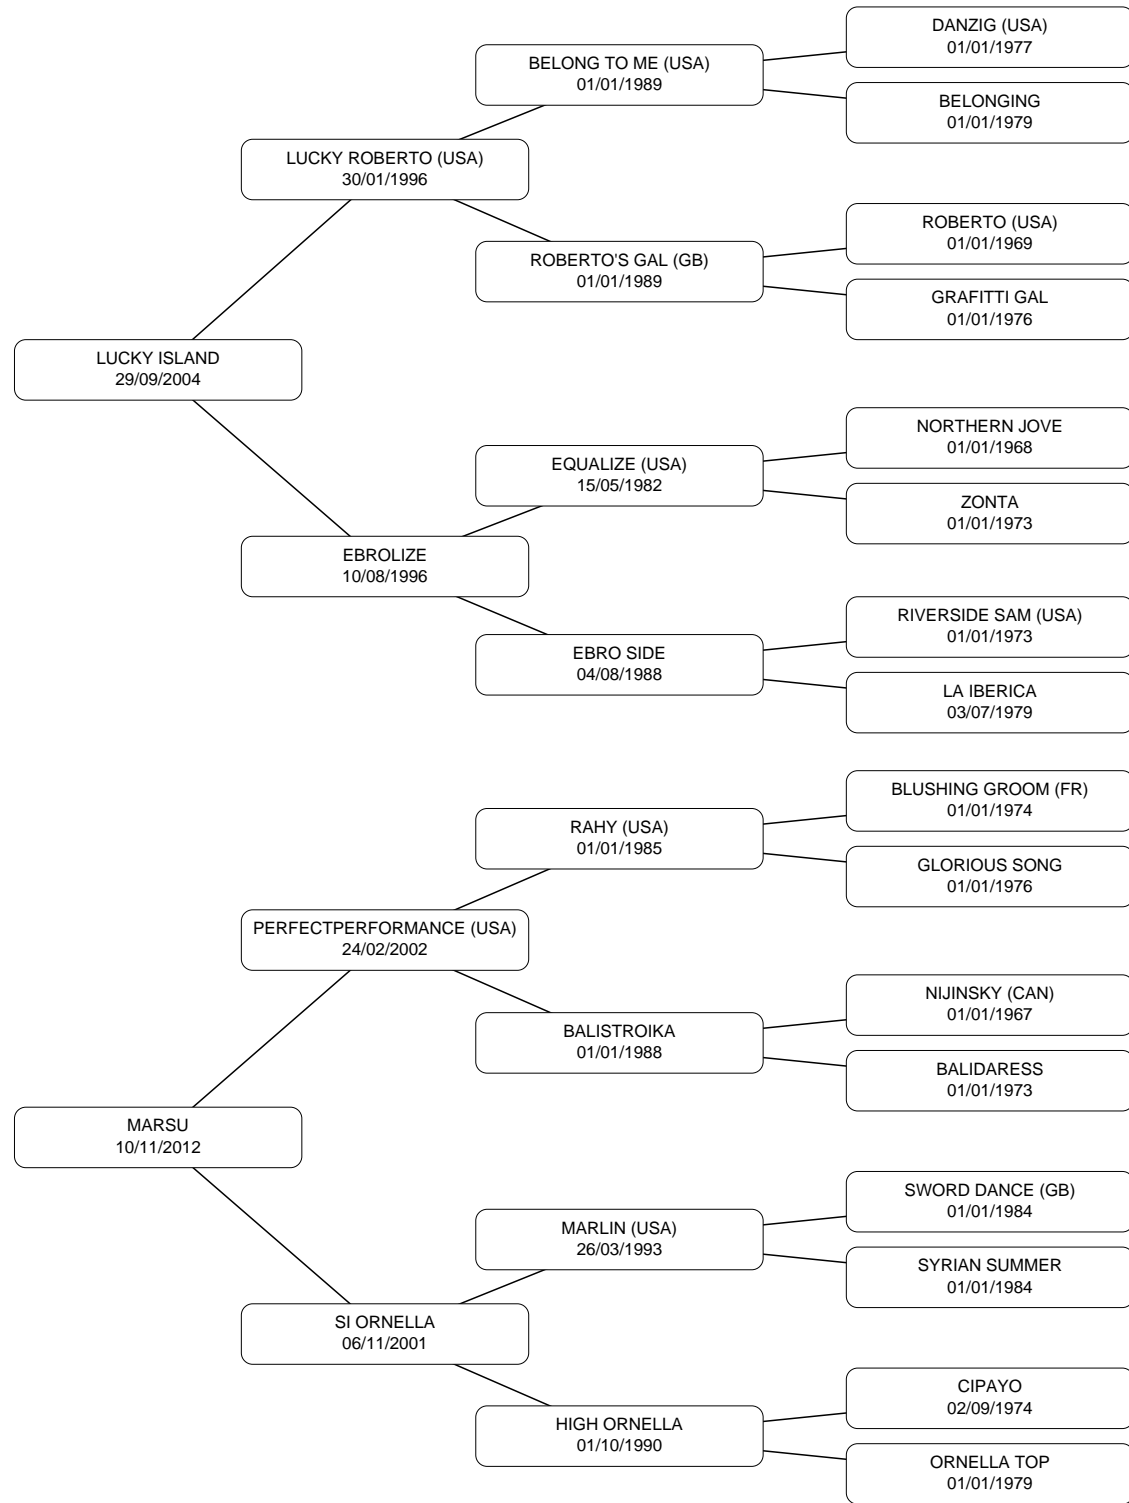 DANZIG (USA)
01/01/1977
BELONG TO ME (USA)
01/01/1989
BELONGING
01/01/1979
LUCKY ROBERTO (USA)
30/01/1996
ROBERTO (USA)
01/01/1969
ROBERTO'S GAL (GB)
01/01/1989
GRAFITTI GAL
01/01/1976
LUCKY ISLAND
29/09/2004
NORTHERN JOVE
01/01/1968
EQUALIZE (USA)
15/05/1982
ZONTA
01/01/1973
EBROLIZE
10/08/1996
RIVERSIDE SAM (USA)
01/01/1973
EBRO SIDE
04/08/1988
LA IBERICA
03/07/1979
BLUSHING GROOM (FR)
01/01/1974
RAHY (USA)
01/01/1985
GLORIOUS SONG
01/01/1976
PERFECTPERFORMANCE (USA)
24/02/2002
NIJINSKY (CAN)
01/01/1967
BALISTROIKA
01/01/1988
BALIDARESS
01/01/1973
MARSU
10/11/2012
SWORD DANCE (GB)
01/01/1984
MARLIN (USA)
26/03/1993
SYRIAN SUMMER
01/01/1984
SI ORNELLA
06/11/2001
CIPAYO
02/09/1974
HIGH ORNELLA
01/10/1990
ORNELLA TOP
01/01/1979